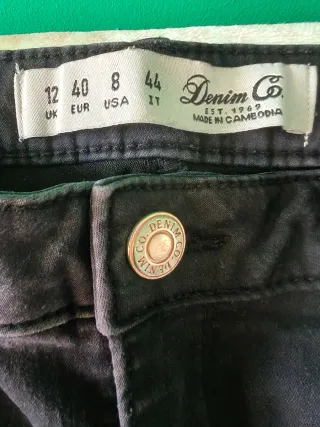 12 40 8 44
UK EUR USA IT
Denim Co.
EST. 1969
MADE IN CAMBODIA
DENIM CO. DENIM CO.